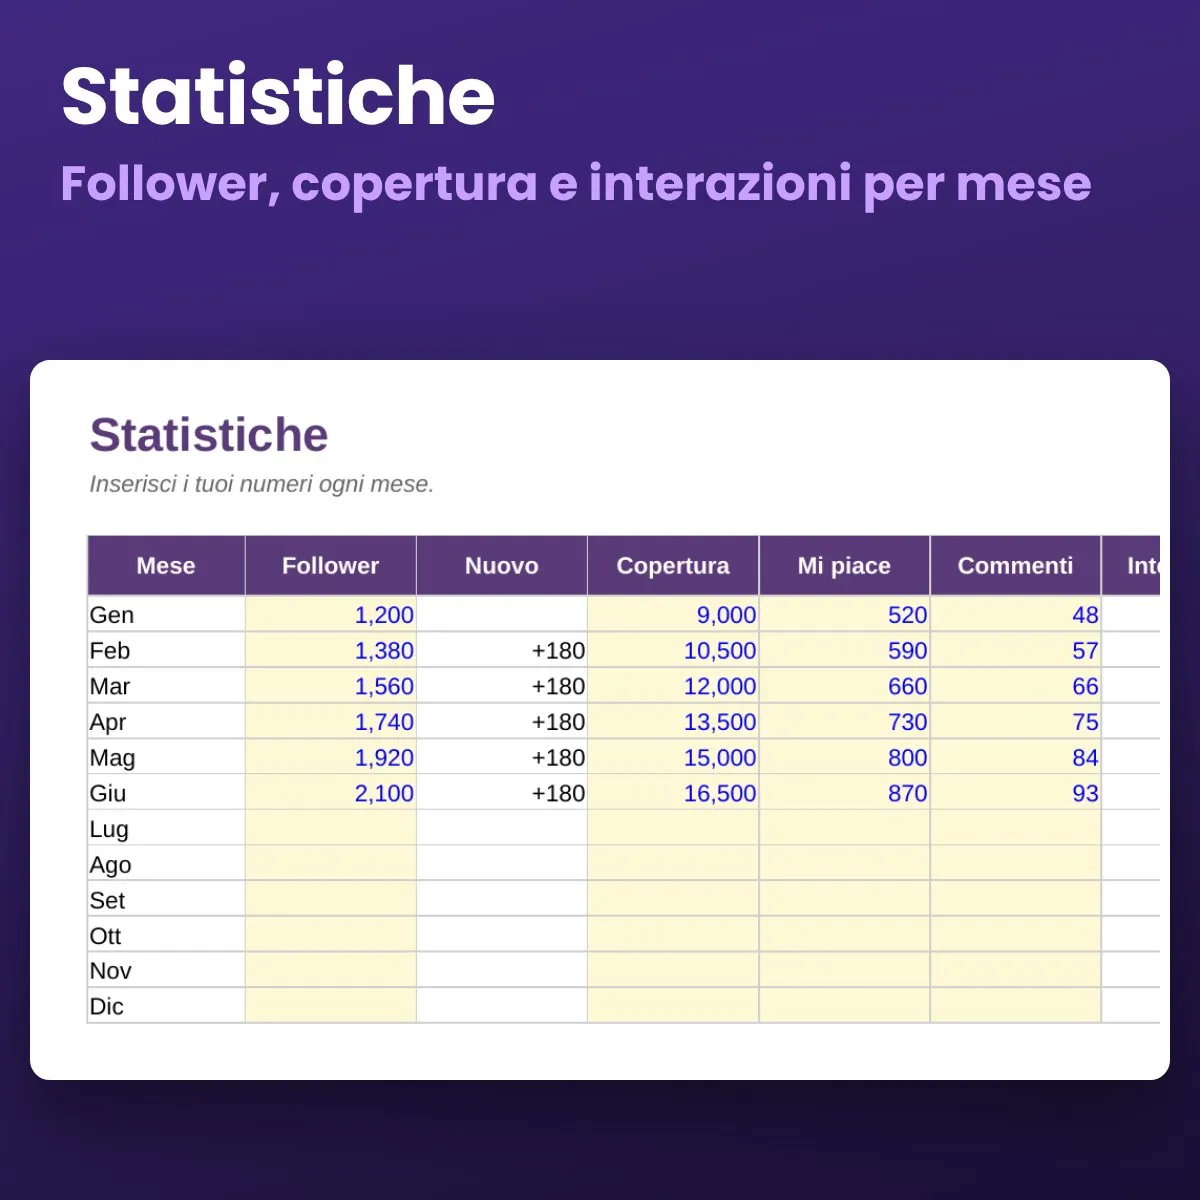 Statistiche
Follower, copertura e interazioni per mese
Statistiche
Inserisci i tuoi numeri ogni mese.
Mese Follower Nuovo Copertura Mi piace Commenti
Gen 1,200 9,000 520 48
Feb 1,380 +180 10,500 590 57
Mar 1,560 +180 12,000 660 66
Apr 1,740 +180 13,500 730 75
Mag 1,920 +180 15,000 800 84
Giu 2,100 +180 16,500 870 93
Lug
Ago
Set
Ott
Nov
Dic